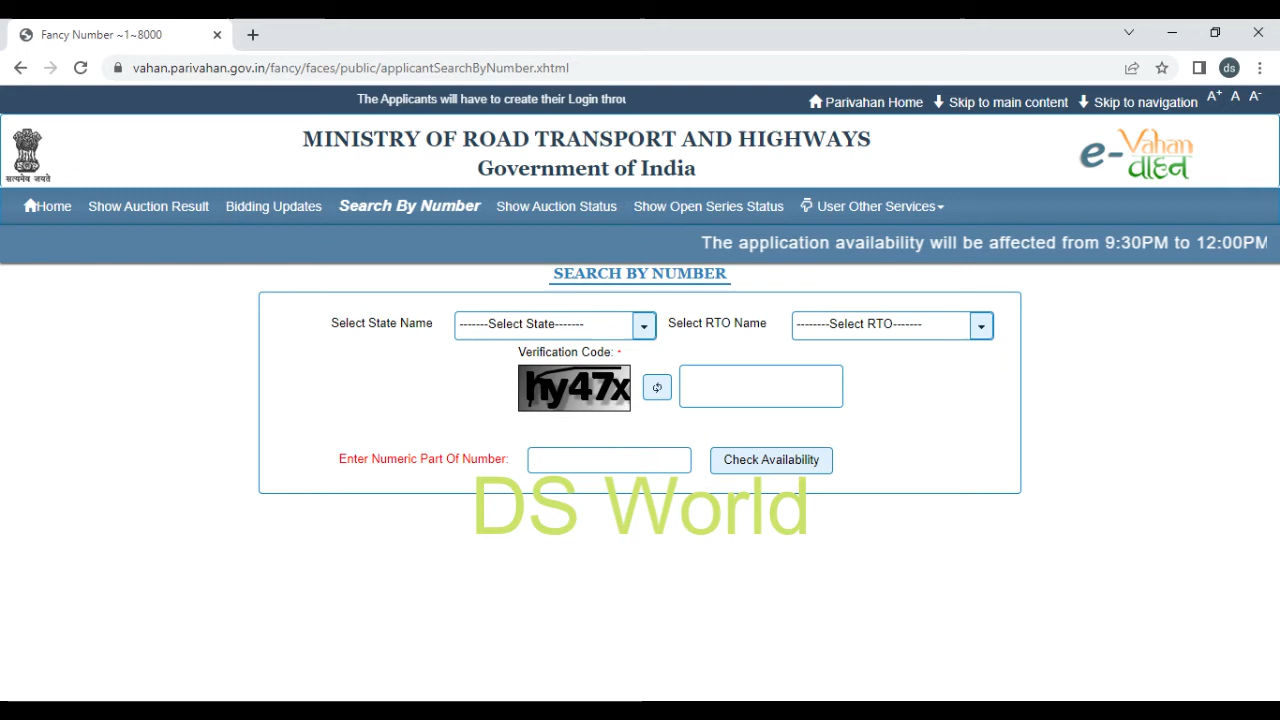 Fancy Number ~1~8000
vahan.parivahan.gov.in/fancy/faces/public/applicantSearchByNumber.xhtml
ds
The Applicants will have to create their Login throu
Parivahan Home Skip to main content Skip to navigation A+ A A-
सत्यमेव जयते
MINISTRY OF ROAD TRANSPORT AND HIGHWAYS
Government of India
e-Vahan
वाहन
Home Show Auction Result Bidding Updates Search By Number Show Auction Status Show Open Series Status User Other Services
The application availability will be affected from 9:30PM to 12:00PM
SEARCH BY NUMBER
Select State Name -------Select State------- Select RTO Name --------Select RTO-------
Verification Code: *
hy47x
Enter Numeric Part Of Number: Check Availability
DS World